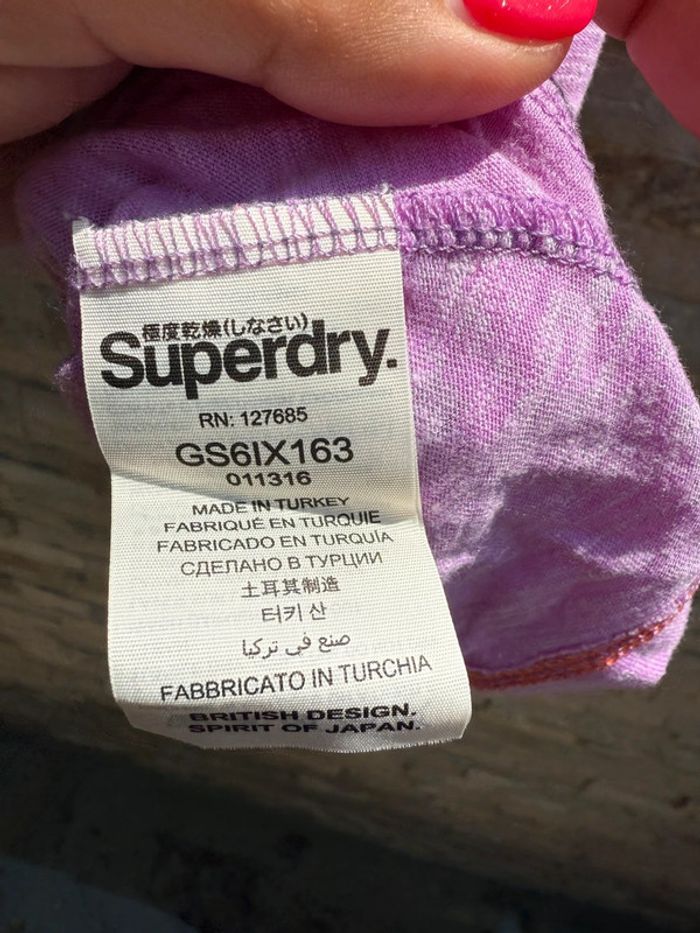 極度乾燥(しなさい)
Superdry.
RN: 127685
GS6IX163
011316
MADE IN TURKEY
FABRIQUÉ EN TURQUIE
FABRICADO EN TURQUÍA
СДЕЛАНО В ТУРЦИИ
土耳其制造
터키 산
صنع في تركيا
FABBRICATO IN TURCHIA
BRITISH DESIGN.
SPIRIT OF JAPAN.